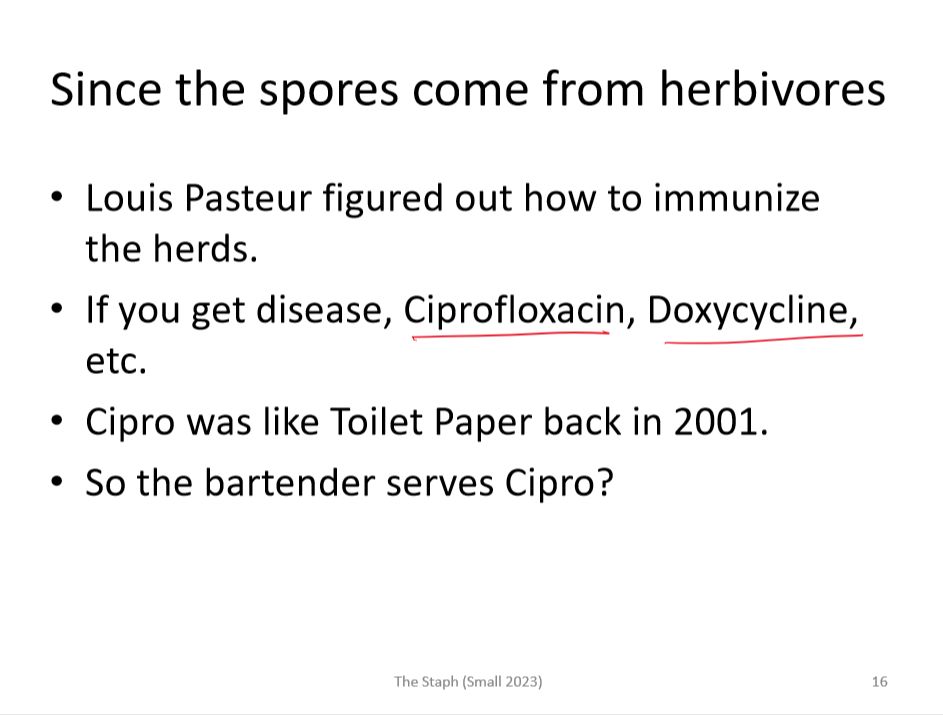 Since the spores come from herbivores
• Louis Pasteur figured out how to immunize
the herds.
• If you get disease, Ciprofloxacin, Doxycycline,
etc.
• Cipro was like Toilet Paper back in 2001.
• So the bartender serves Cipro?
The Staph (Small 2023)
16